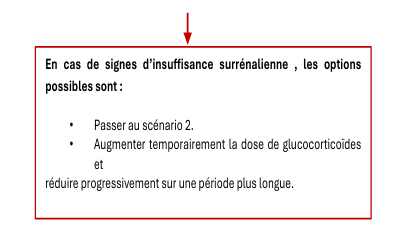 En cas de signes d’insuffisance surrénalienne , les options
possibles sont :
• Passer au scénario 2.
• Augmenter temporairement la dose de glucocorticoïdes
et
réduire progressivement sur une période plus longue.